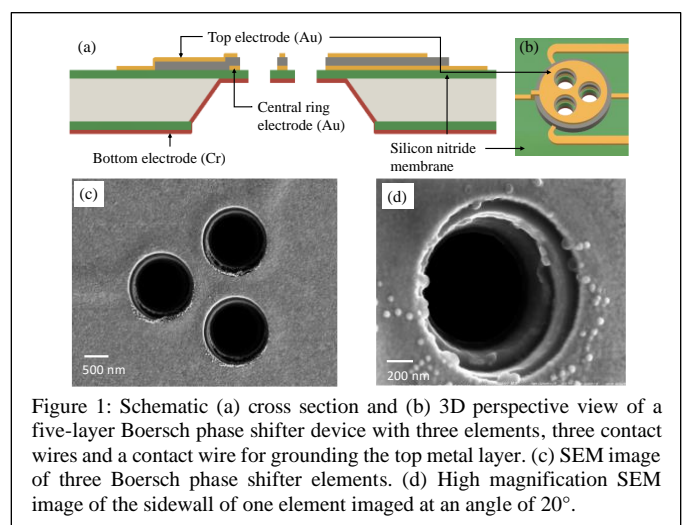 (a)
Top electrode (Au)
(b)
Central ring
electrode (Au)
Bottom electrode (Cr)
Silicon nitride
membrane
(c)
(d)
500 nm
200 nm
Figure 1: Schematic (a) cross section and (b) 3D perspective view of a
five-layer Boersch phase shifter device with three elements, three contact
wires and a contact wire for grounding the top metal layer. (c) SEM image
of three Boersch phase shifter elements. (d) High magnification SEM
image of the sidewall of one element imaged at an angle of 20°.